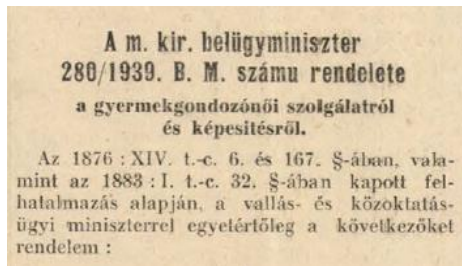 A m. kir. belügyminiszter
280/1939. B. M. számu rendelete
a gyermekgondozónői szolgálatról
és képesitésről.
Az 1876 : XIV. t.-c. 6. és 167. §-ában, vala-
mint az 1883 : I. t.-c. 32. §-ában kapott fel-
hatalmazás alapján, a vallás- és közoktatás-
ügyi miniszterrel egyetértőleg a következőket
rendelem :